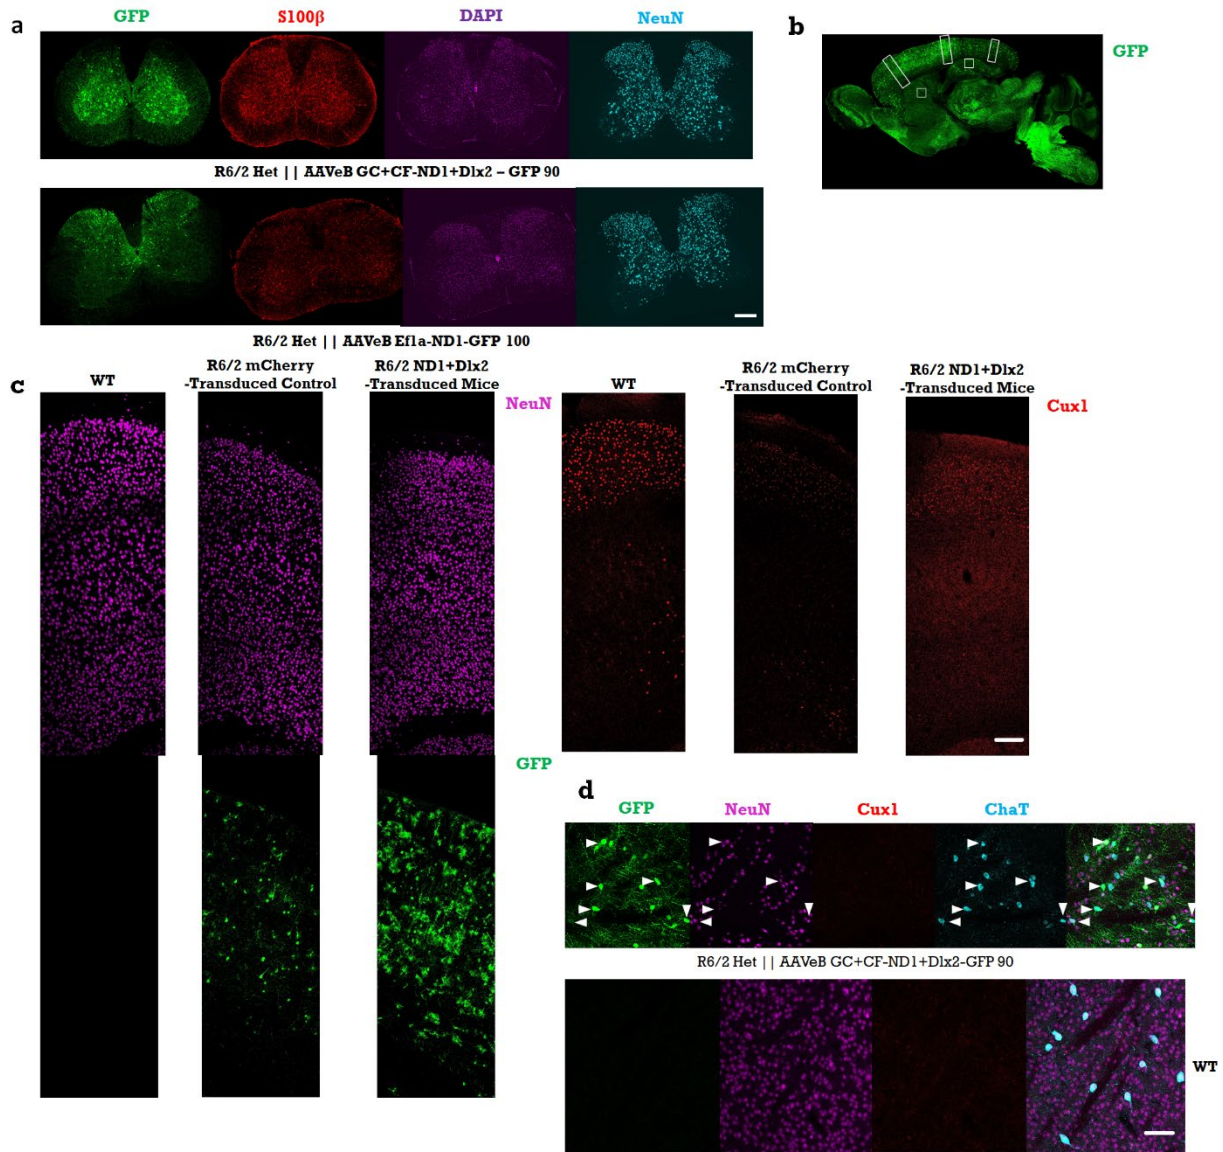 a
GFP S100β DAPI NeuN
R6/2 Het || AAVeB GC+CF-ND1+Dlx2 – GFP 90
R6/2 Het || AAVeB Ef1a-ND1-GFP 100
b
GFP
c
WT
R6/2 mCherry
-Transduced Control
R6/2 ND1+Dlx2
-Transduced Mice
NeuN
GFP
WT
R6/2 mCherry
-Transduced Control
R6/2 ND1+Dlx2
-Transduced Mice
Cux1
d
GFP NeuN Cux1 ChaT
R6/2 Het || AAVeB GC+CF-ND1+Dlx2-GFP 90
WT